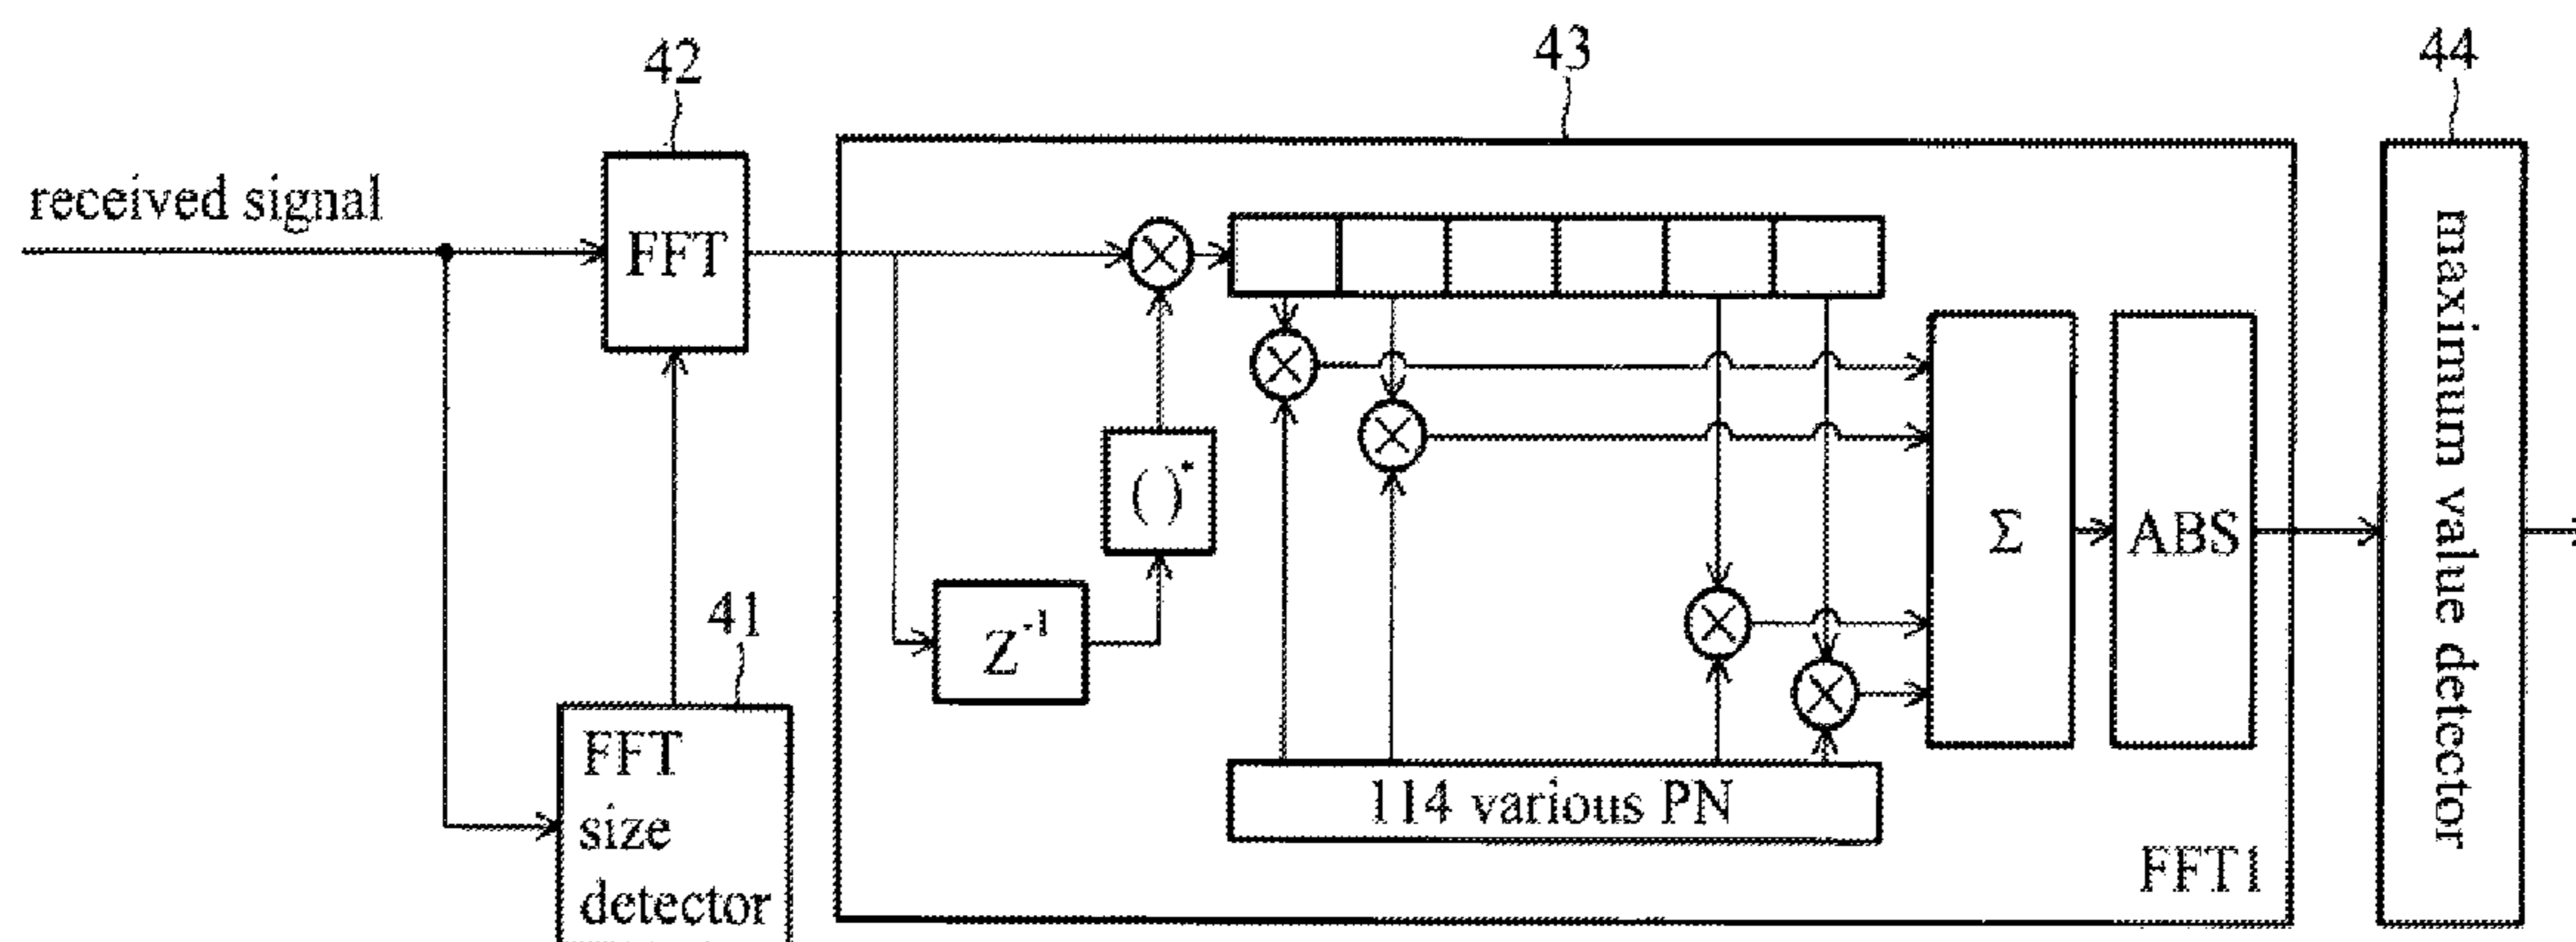 42
43
44
received signal
FFT
( )*
41
Z⁻¹
Σ
ABS
maximum value detector
FFT
size
detector
114 various PN
FFT1